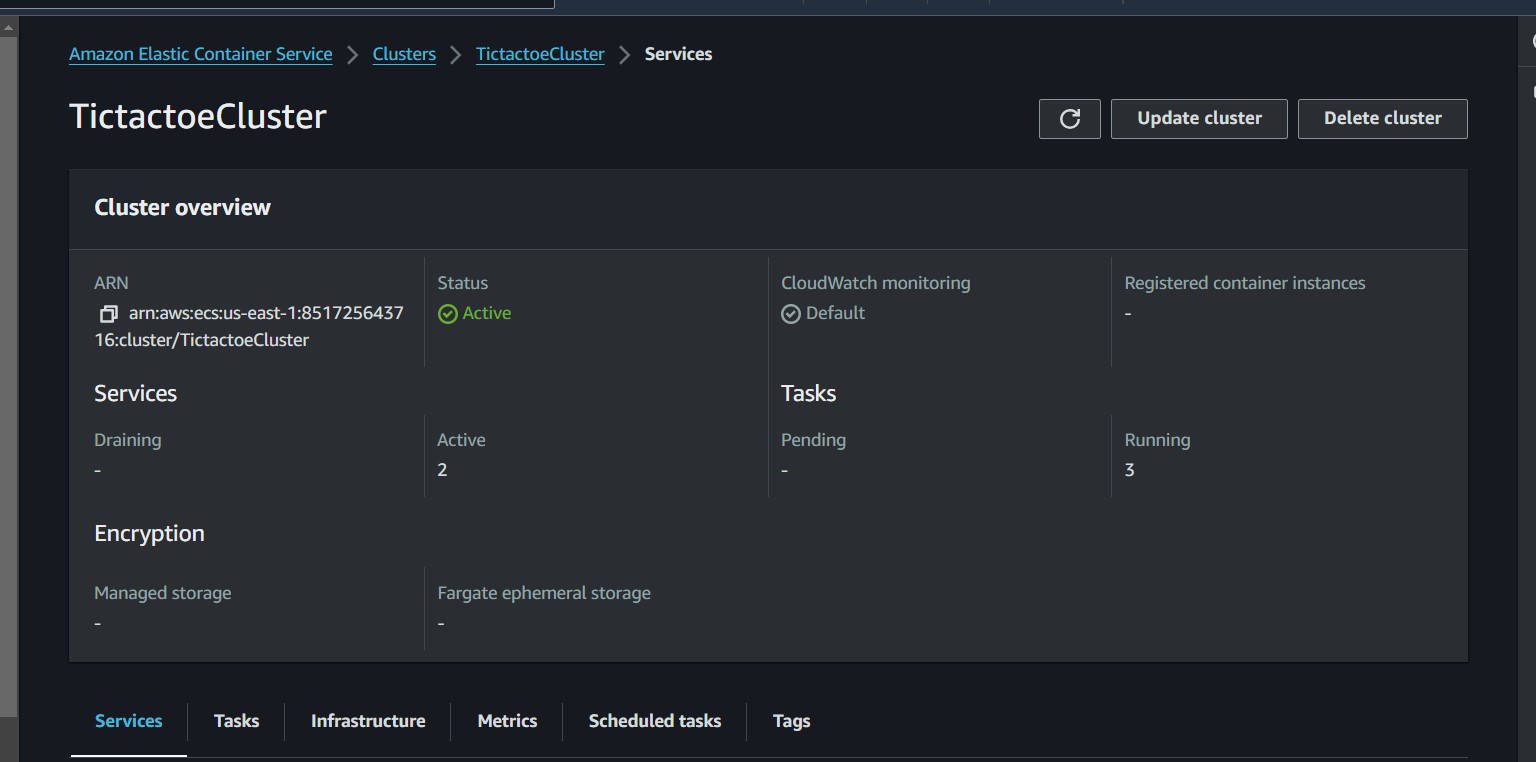 Amazon Elastic Container Service > Clusters > TictactoeCluster > Services
TictactoeCluster
Update cluster
Delete cluster
Cluster overview
ARN
arn:aws:ecs:us-east-1:8517256437
16:cluster/TictactoeCluster
Status
Active
CloudWatch monitoring
Default
Registered container instances
-
Services
Draining
-
Active
2
Tasks
Pending
-
Running
3
Encryption
Managed storage
-
Fargate ephemeral storage
-
Services Tasks Infrastructure Metrics Scheduled tasks Tags